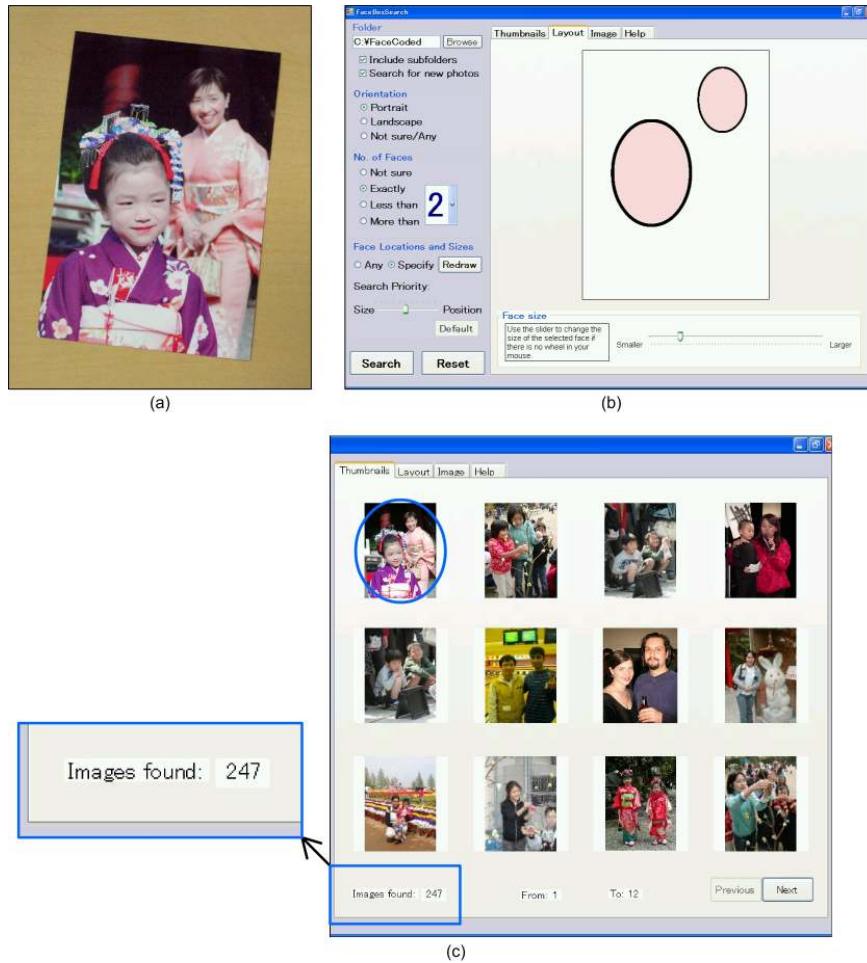 (a)
FaceDocSearch
Folder
C:¥FaceCoded Browse
Include subfolders
Search for new photos
Orientation
Portrait
Landscape
Not sure/Any
No. of Faces
Not sure
Exactly
Less than
More than
2
Face Locations and Sizes
Any Specify Redraw
Search Priority:
Size Position
Default
Search Reset
Thumbnails Layout Image Help
Face size
Use the slider to change the
size of the selected face if
there is no wheel in your
mouse.
Smaller Larger
(b)
Thumbnails Layout Image Help
Images found: 247
Images found: 247 From: 1 To: 12 Previous Next
(c)